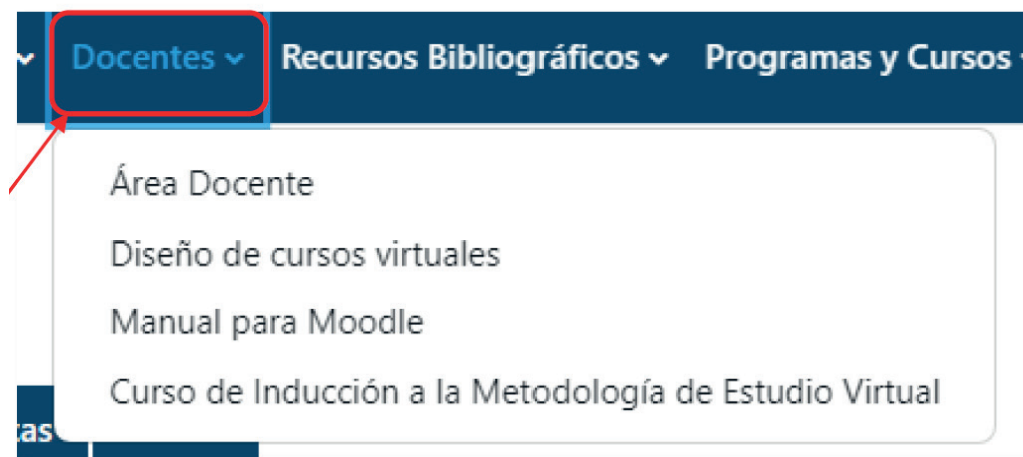 Docentes Recursos Bibliográficos Programas y Cursos
Área Docente
Diseño de cursos virtuales
Manual para Moodle
Curso de Inducción a la Metodología de Estudio Virtual